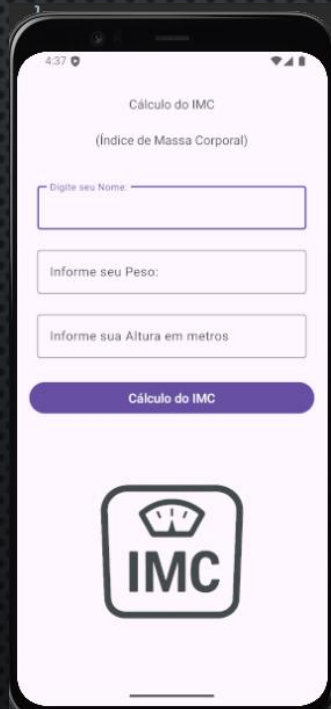 4:37
Cálculo do IMC
(Índice de Massa Corporal)
Digite seu Nome:
Informe seu Peso:
Informe sua Altura em metros
Cálculo do IMC
IMC